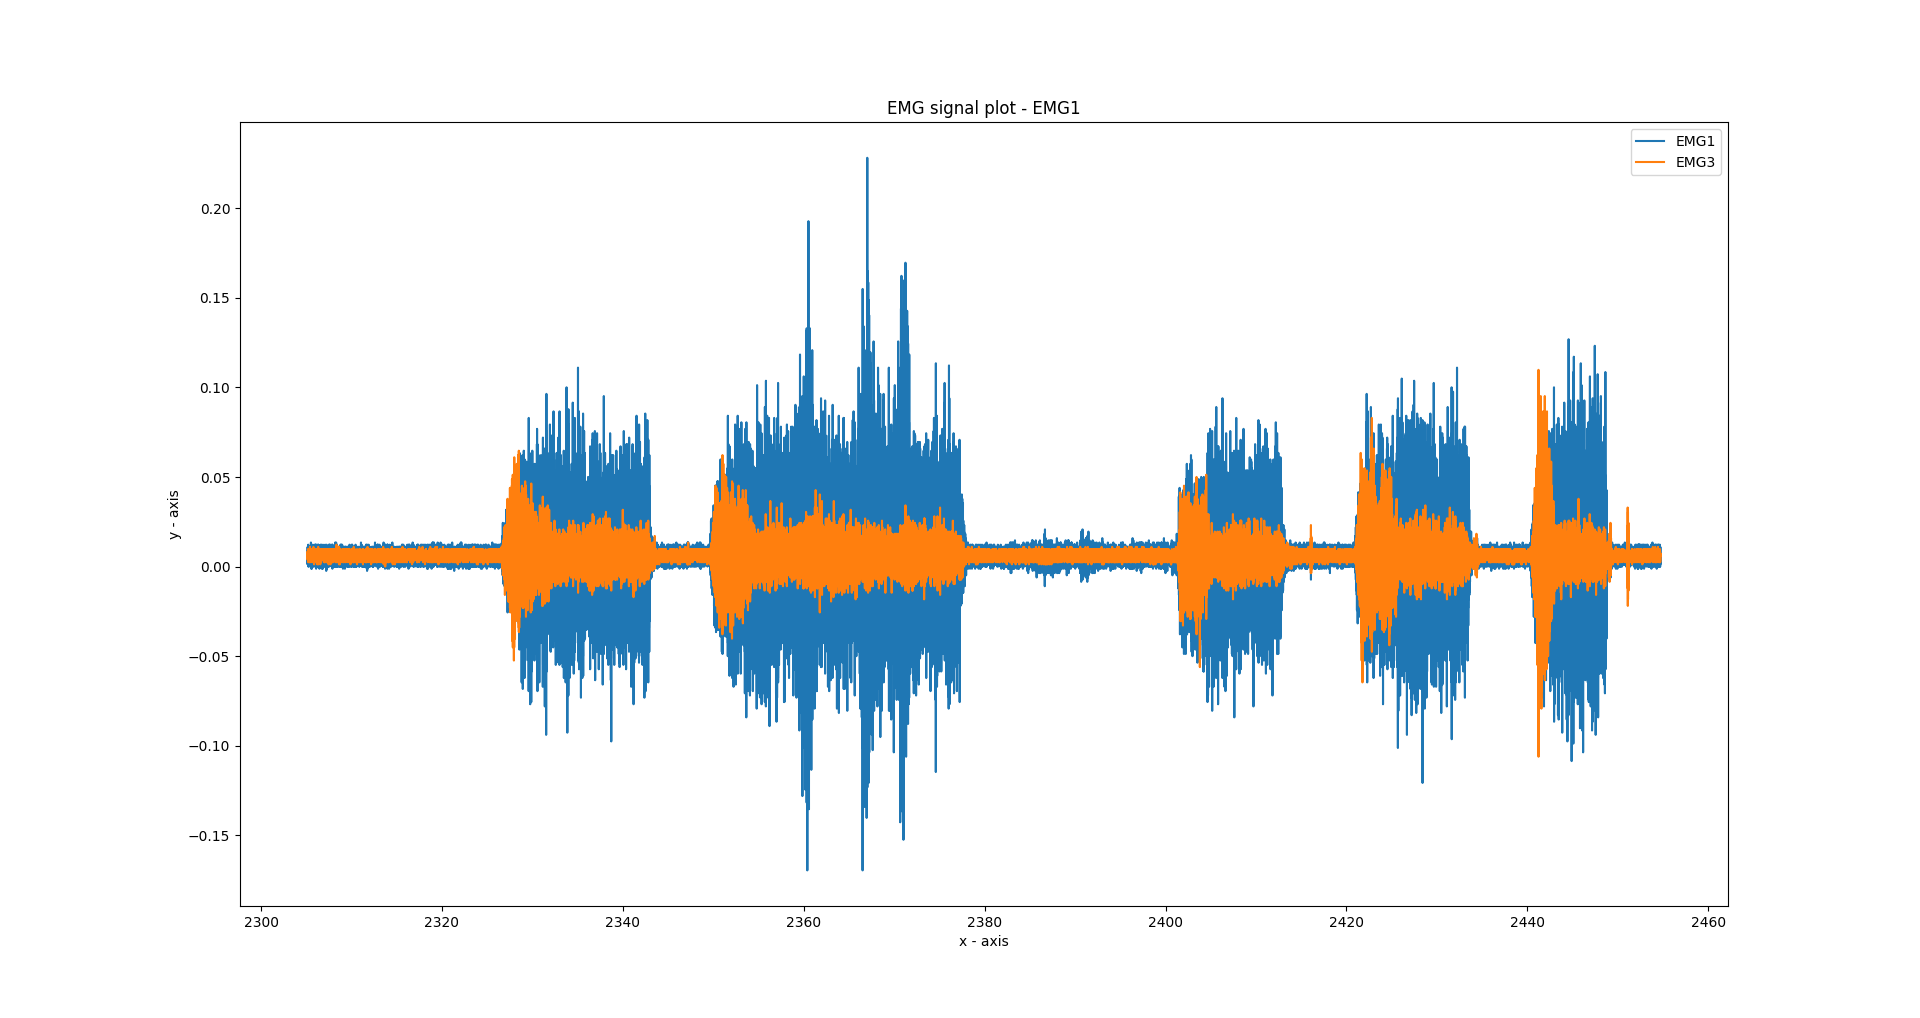 EMG signal plot - EMG1
EMG1
EMG3
0.20
0.15
0.10
0.05
0.00
−0.05
−0.10
−0.15
y - axis
2300 2320 2340 2360 2380 2400 2420 2440 2460
x - axis